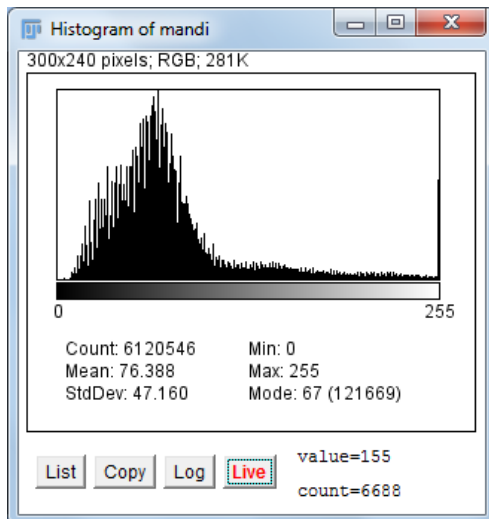 Histogram of mandi
300x240 pixels; RGB; 281K
0 255
Count: 6120546 Min: 0
Mean: 76.388 Max: 255
StdDev: 47.160 Mode: 67 (121669)
List Copy Log Live value=155
count=6688